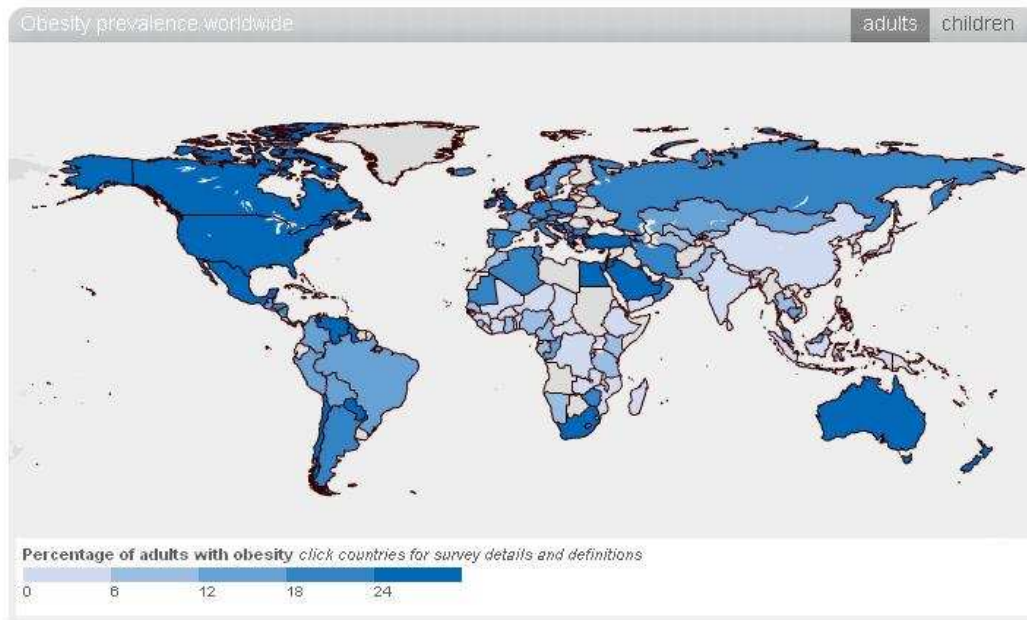 Obesity prevalence worldwide
adults children
Percentage of adults with obesity click countries for survey details and definitions
0 6 12 18 24